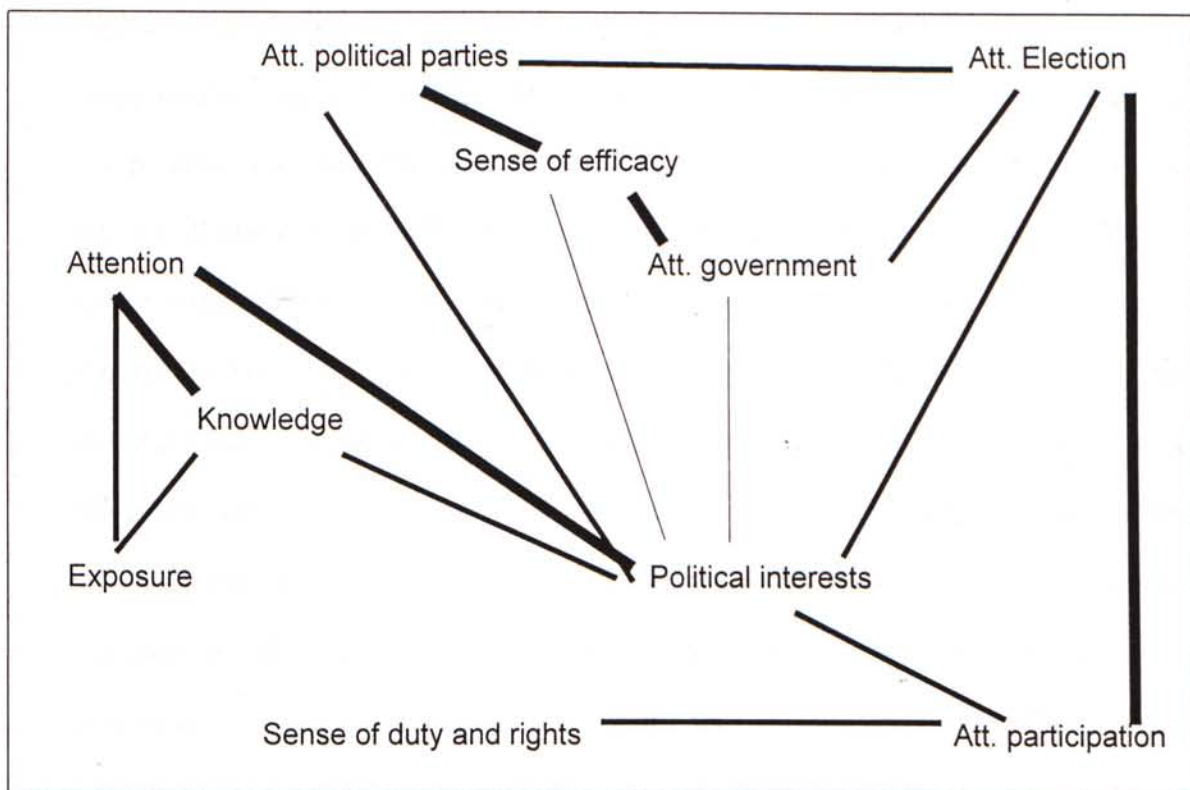 Att. political parties
Att. Election
Sense of efficacy
Attention
Att. government
Knowledge
Exposure
Political interests
Sense of duty and rights
Att. participation